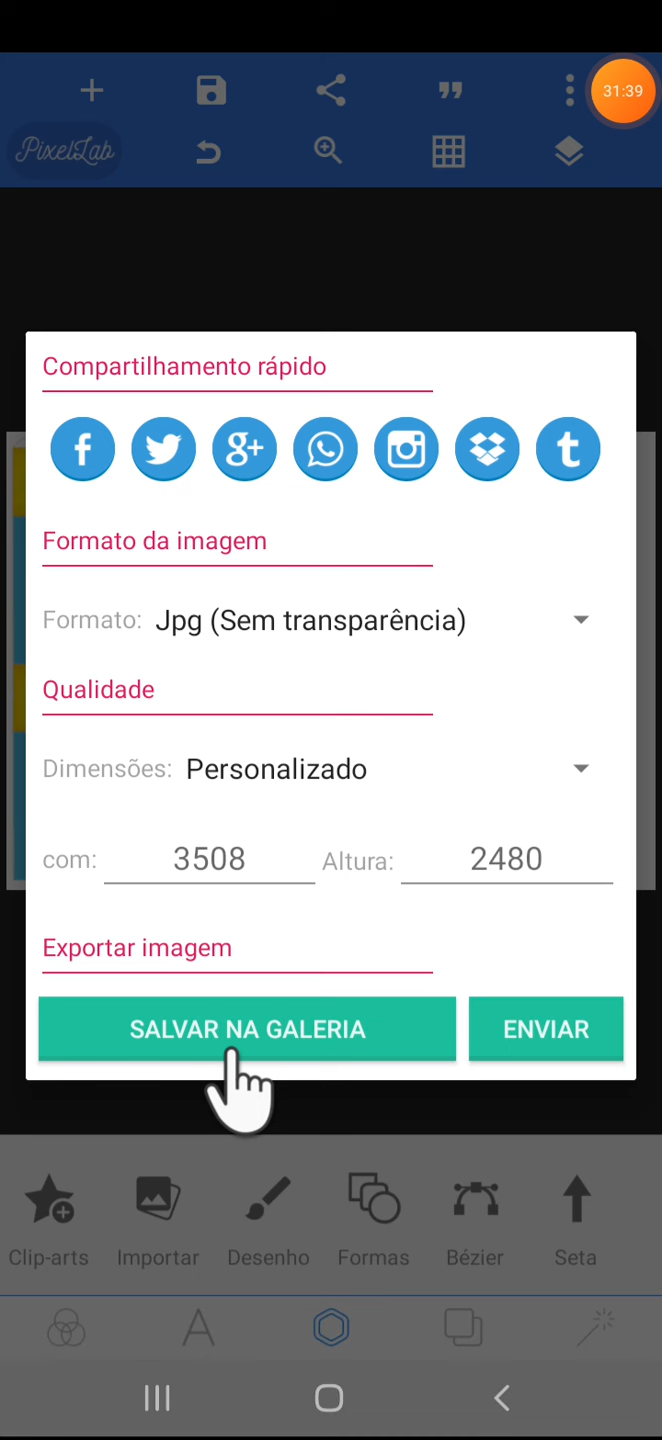 31:39
PixelLab
Compartilhamento rápido
Formato da imagem
Formato: Jpg (Sem transparência)
Qualidade
Dimensões: Personalizado
com: 3508 Altura: 2480
Exportar imagem
SALVAR NA GALERIA ENVIAR
Clip-arts Importar Desenho Formas Bézier Seta